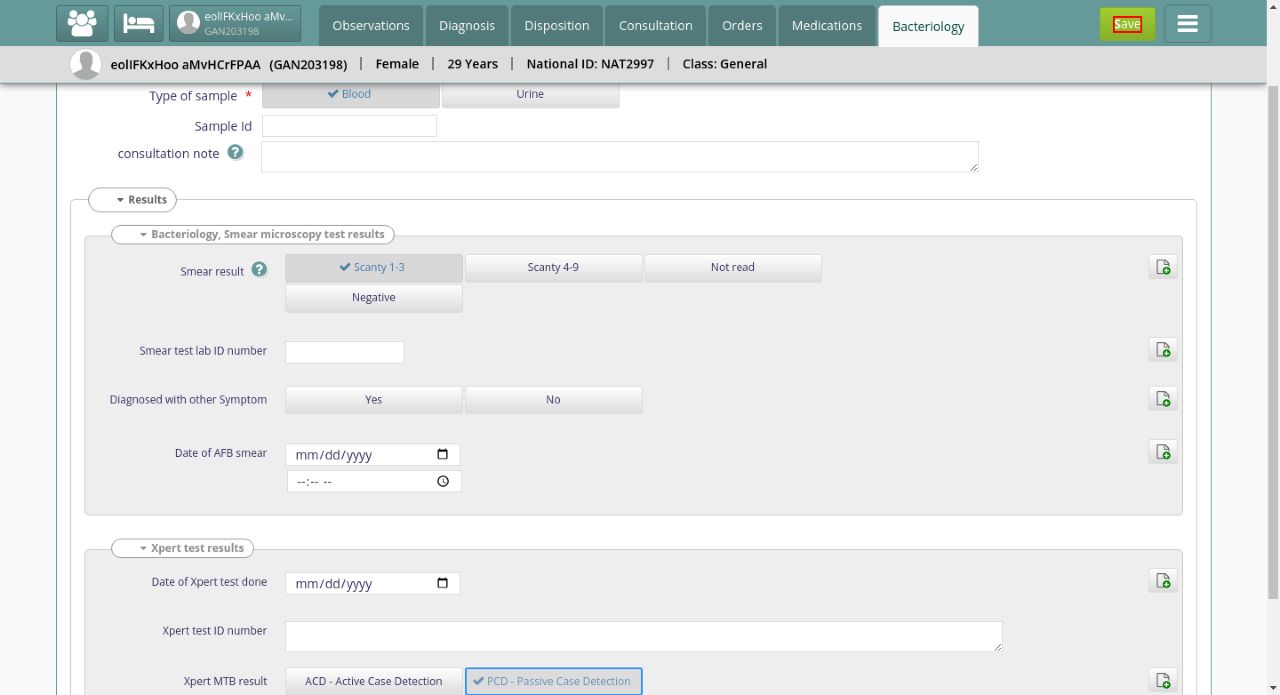 eoIIFKxHoo aMv...
GAN203198
Observations
Diagnosis
Disposition
Consultation
Orders
Medications
Bacteriology
Save
eoIIFKxHoo aMvHCrFPAA (GAN203198) | Female | 29 Years | National ID: NAT2997 | Class: General
Type of sample *
Blood
Urine
Sample Id
consultation note ?
Results
Bacteriology, Smear microscopy test results
Smear result ?
Scanty 1-3
Scanty 4-9
Not read
Negative
Smear test lab ID number
Diagnosed with other Symptom
Yes
No
Date of AFB smear
mm/dd/yyyy
--:-- --
Xpert test results
Date of Xpert test done
mm/dd/yyyy
Xpert test ID number
Xpert MTB result
ACD - Active Case Detection
PCD - Passive Case Detection